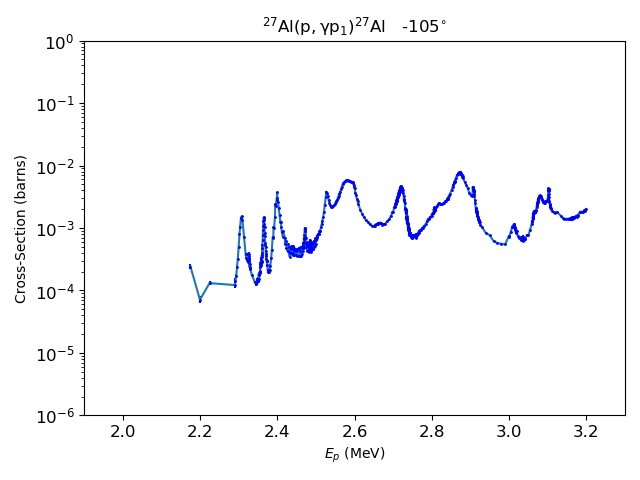 ²⁷Al(p, γp₁)²⁷Al -105°
10⁰
10⁻¹
10⁻²
10⁻³
10⁻⁴
10⁻⁵
10⁻⁶
Cross-Section (barns)
2.0 2.2 2.4 2.6 2.8 3.0 3.2
Eₚ (MeV)